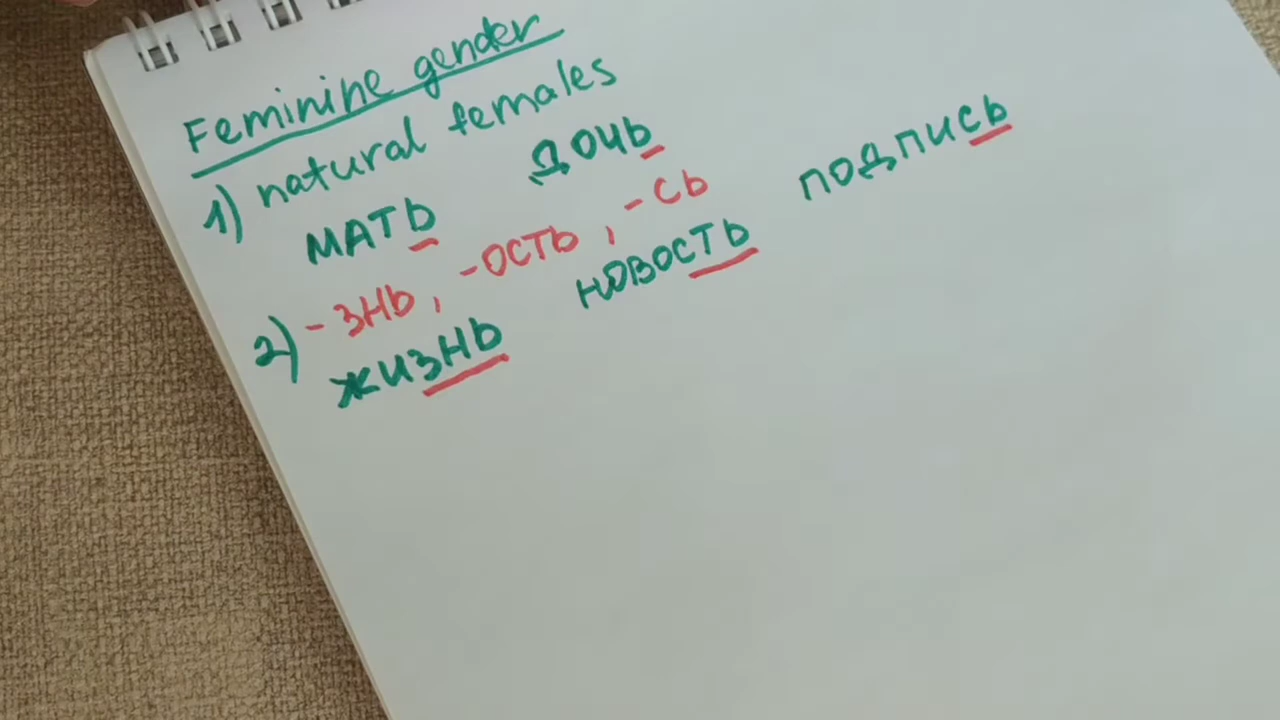 Feminine gender
1) natural females
мать дочь
2) -знь, -ость, -сь
жизнь новость подпись